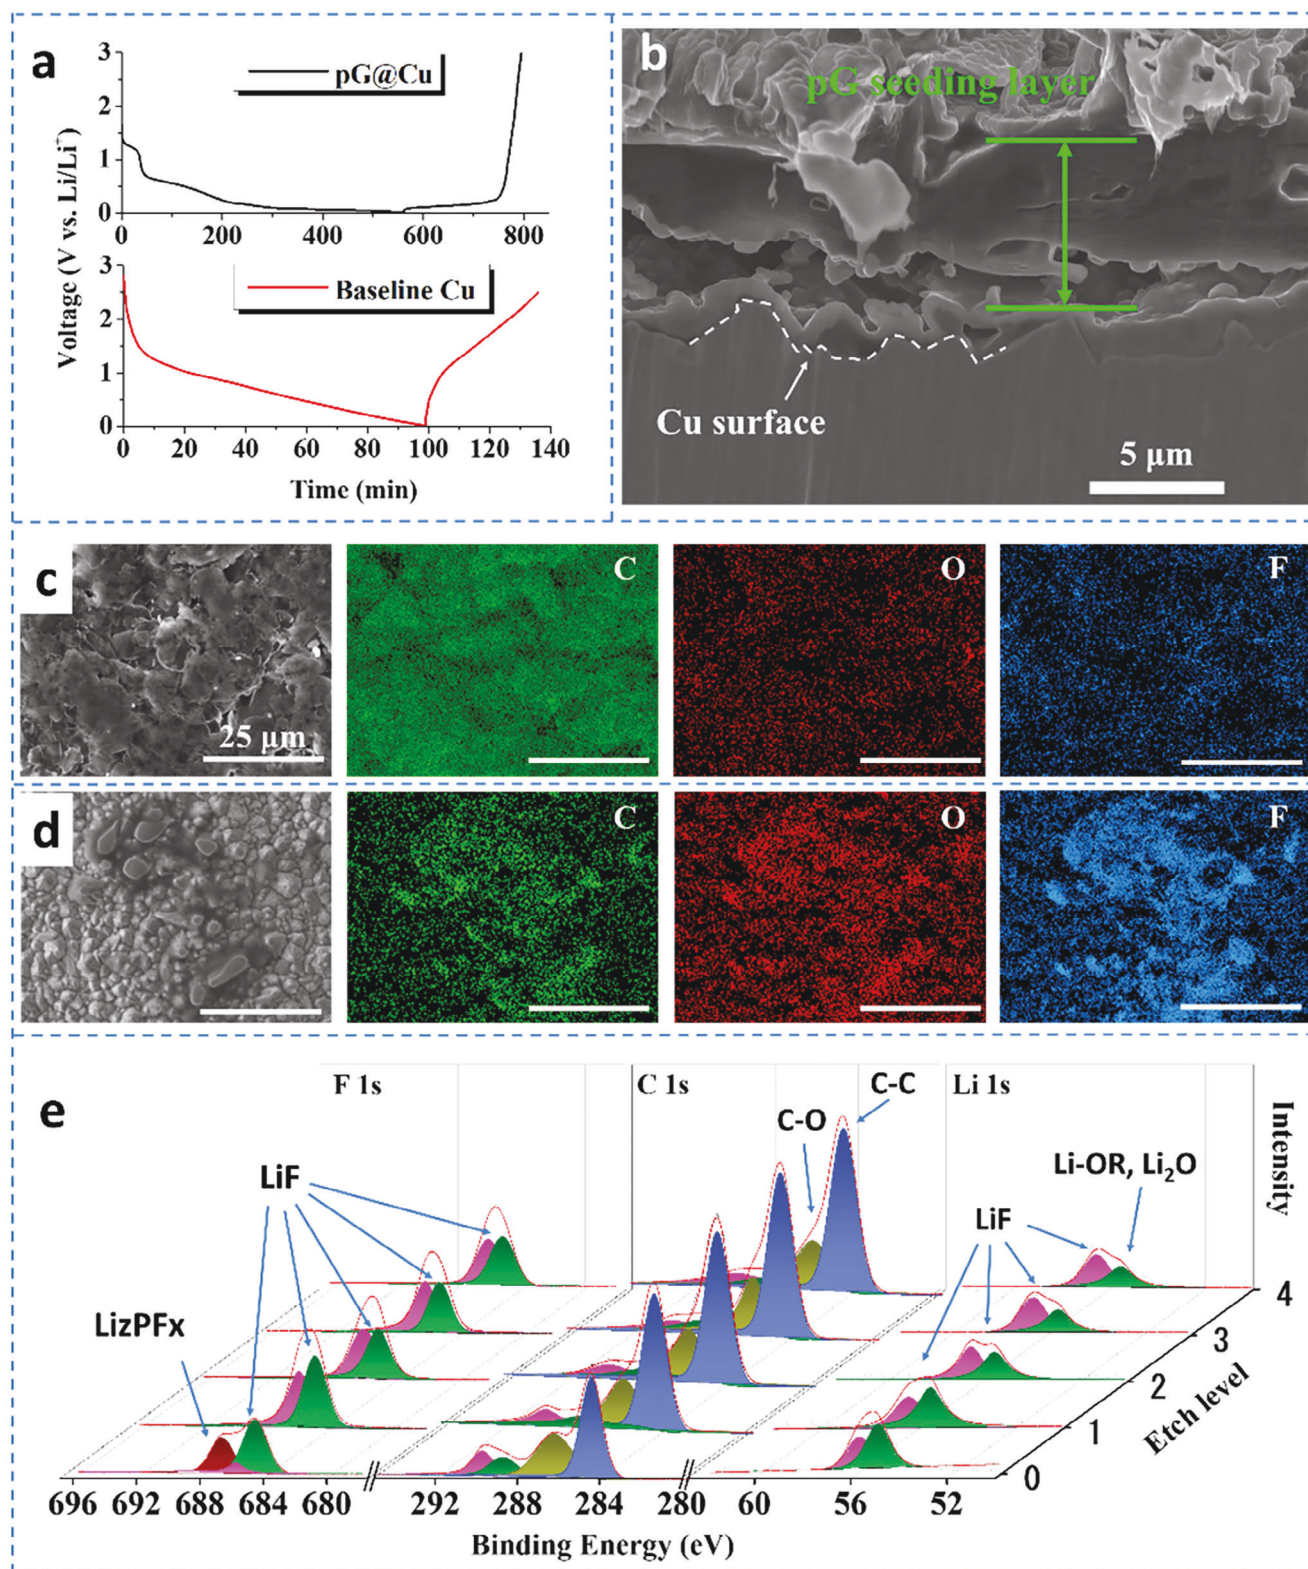 a
pG@Cu
3
2
1
0
0 200 400 600 800
Baseline Cu
3
2
1
0
0 20 40 60 80 100 120 140
Voltage (V vs. Li/Li⁺)
Time (min)
b
pG seeding layer
Cu surface
5 μm
c
25 μm
C
O
F
d
C
O
F
e
F 1s
C 1s
Li 1s
C-C
C-O
LiF
Li-OR, Li₂O
LiF
LizPFx
Intensity
4
3
2
1
0
Etch level
696 692 688 684 680 292 288 284 280 60 56 52
Binding Energy (eV)